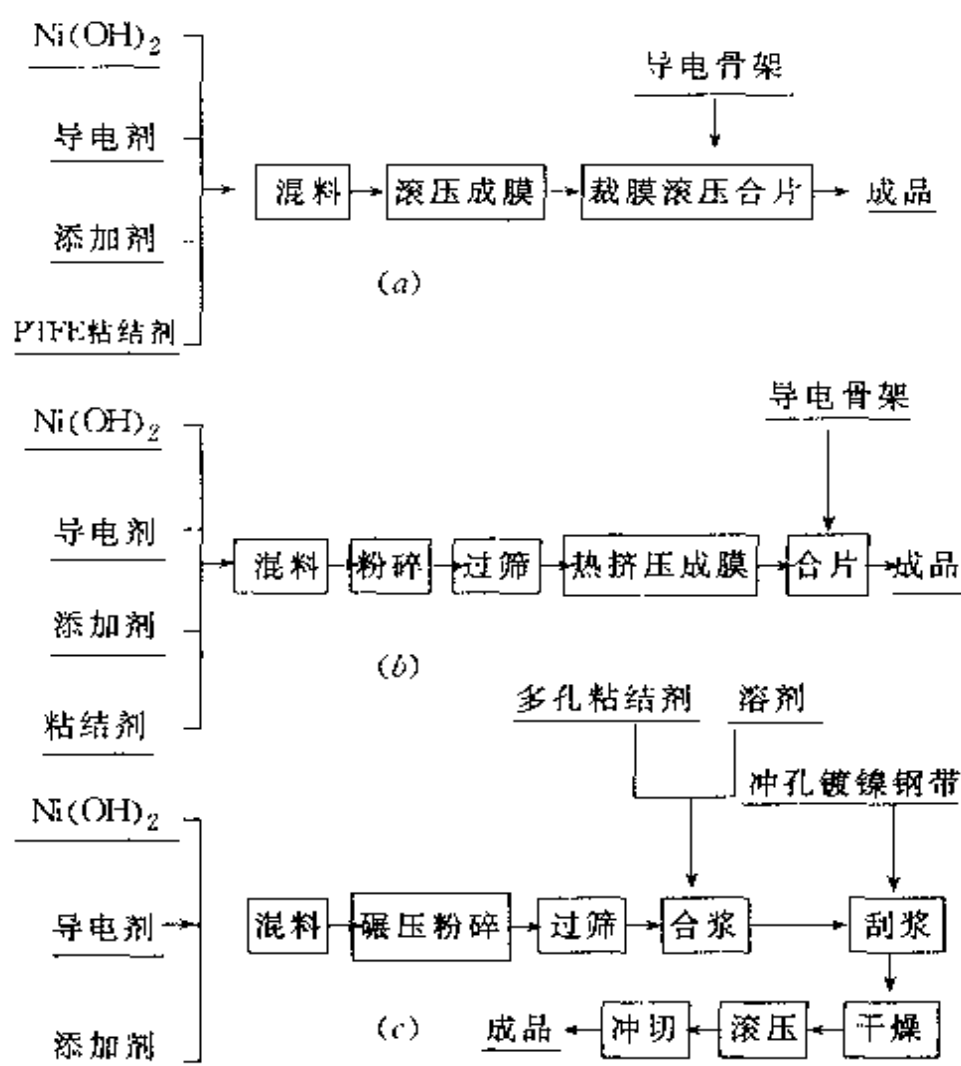 Ni(OH)₂
导电骨架
导电剂
混料
滚压成膜
裁膜滚压合片
成品
添加剂
(a)
PTFE粘结剂
导电骨架
Ni(OH)₂
导电剂
混料
粉碎
过筛
热挤压成膜
合片
成品
添加剂
(b)
多孔粘结剂
溶剂
粘结剂
冲孔镀镍钢带
Ni(OH)₂
导电剂
混料
碾压粉碎
过筛
合浆
刮浆
添加剂
(c)
成品
冲切
滚压
干燥